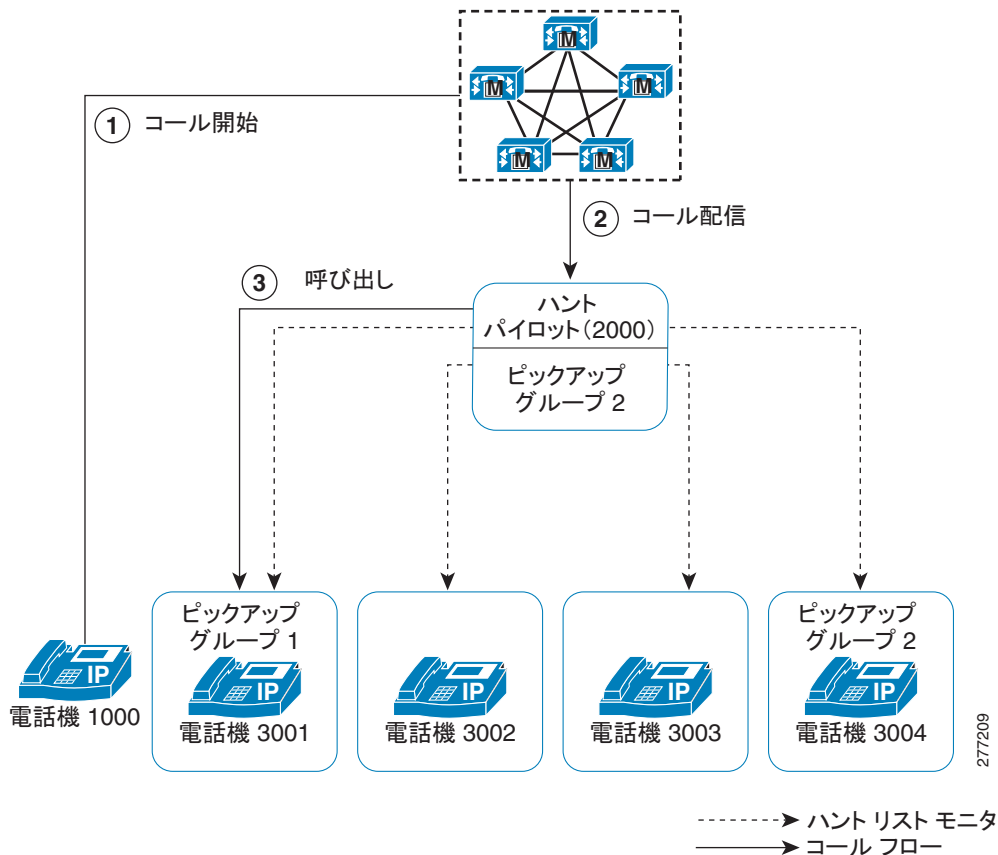 M
M
M
M
M
1 コール開始
2 コール配信
3 呼び出し
ハント
パイロット(2000)
ピックアップ
グループ 2
ピックアップ
グループ 1
ピックアップ
グループ 2
IP
IP
IP
IP
IP
電話機 1000
電話機 3001
電話機 3002
電話機 3003
電話機 3004
277209
ハント リスト モニタ
コール フロー